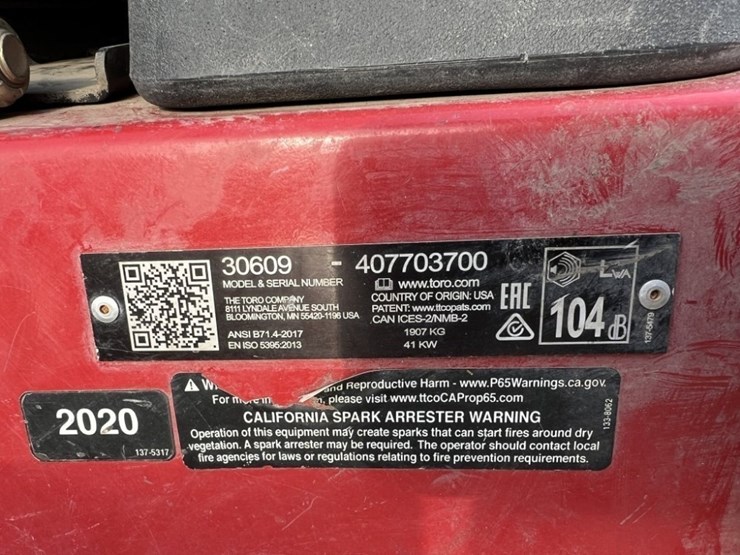 30609 - 407703700
MODEL & SERIAL NUMBER
www.toro.com
THE TORO COMPANY
8111 LYNDALE AVENUE SOUTH
BLOOMINGTON, MN 55420-1196 USA
COUNTRY OF ORIGIN: USA
PATENT: www.ttcopats.com
CAN ICES-2/NMB-2
ANSI B71.4-2017
EN ISO 5395:2013
1907 KG
41 KW
EAC
LWA
104 dB
137-5479
2020
137-5317
and Reproductive Harm - www.P65Warnings.ca.gov.
please visit www.ttcoCAProp65.com
CALIFORNIA SPARK ARRESTER WARNING
Operation of this equipment may create sparks that can start fires around dry
vegetation. A spark arrester may be required. The operator should contact local
fire agencies for laws or regulations relating to fire prevention requirements.
133-8062